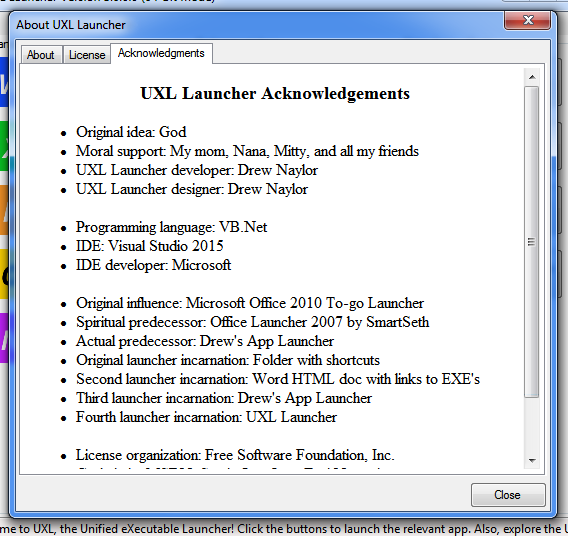 About UXL Launcher
About License Acknowledgments
UXL Launcher Acknowledgements
Original idea: God
Moral support: My mom, Nana, Mitty, and all my friends
UXL Launcher developer: Drew Naylor
UXL Launcher designer: Drew Naylor
Programming language: VB.Net
IDE: Visual Studio 2015
IDE developer: Microsoft
Original influence: Microsoft Office 2010 To-go Launcher
Spiritual predecessor: Office Launcher 2007 by SmartSeth
Actual predecessor: Drew's App Launcher
Original launcher incarnation: Folder with shortcuts
Second launcher incarnation: Word HTML doc with links to EXE's
Third launcher incarnation: Drew's App Launcher
Fourth launcher incarnation: UXL Launcher
License organization: Free Software Foundation, Inc.
Close
me to UXL, the Unified eXecutable Launcher! Click the buttons to launch the relevant app. Also, explore the U